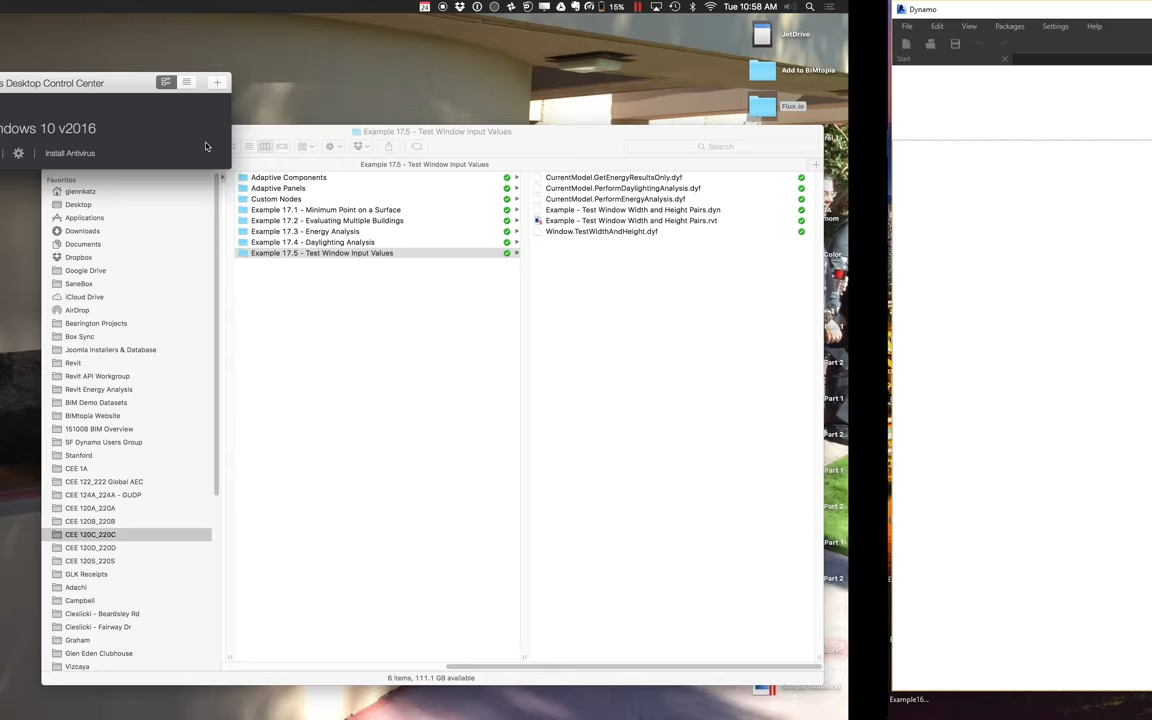 24
15%
Tue 10:58 AM
JetDrive
Add to BIMtopia
Flux.io
s Desktop Control Center
ndows 10 v2016
Install Antivirus
Example 17.5 - Test Window Input Values
Search
Example 17.5 - Test Window Input Values
Favorites
glennkatz
Desktop
Applications
Downloads
Documents
Dropbox
Google Drive
SaneBox
iCloud Drive
AirDrop
Bearington Projects
Box Sync
Joomla Installers & Database
Revit
Revit API Workgroup
Revit Energy Analysis
BIM Demo Datasets
BIMtopia Website
151008 BIM Overview
SF Dynamo Users Group
Stanford
CEE 1A
CEE 122_222 Global AEC
CEE 124A_224A - GUDP
CEE 120A_220A
CEE 120B_220B
CEE 120C_220C
CEE 120D_220D
CEE 120S_220S
GLK Receipts
Adachi
Campbell
Cieslicki - Beardsley Rd
Cieslicki - Fairway Dr
Graham
Glen Eden Clubhouse
Vizcaya
Adaptive Components
Adaptive Panels
Custom Nodes
Example 17.1 - Minimum Point on a Surface
Example 17.2 - Evaluating Multiple Buildings
Example 17.3 - Energy Analysis
Example 17.4 - Daylighting Analysis
Example 17.5 - Test Window Input Values
CurrentModel.GetEnergyResultsOnly.dyf
CurrentModel.PerformDaylightingAnalysis.dyf
CurrentModel.PerformEnergyAnalysis.dyf
Example - Test Window Width and Height Pairs.dyn
Example - Test Window Width and Height Pairs.rvt
Window.TestWidthAndHeight.dyf
6 items, 111.1 GB available
Color
Part 2
Part 1
Part 2
Part 1
Part 2
Part 1
Part 2
Dynamo
File Edit View Packages Settings Help
Start
Example16...